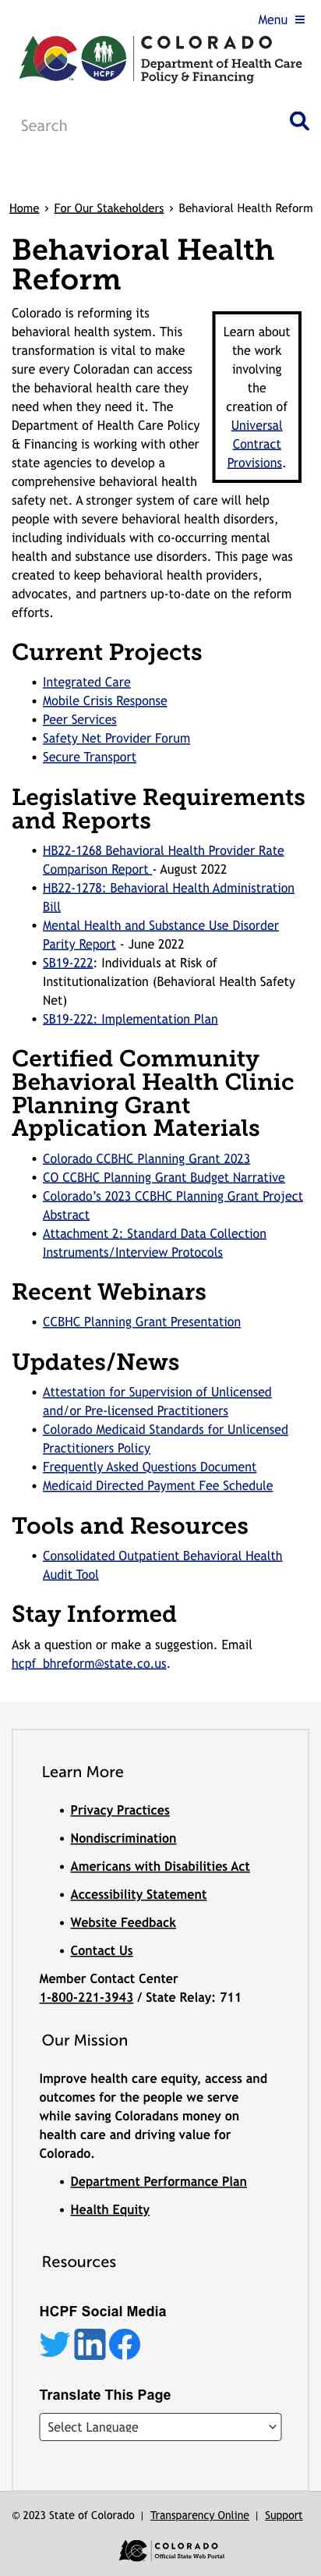 Menu
COLORADO
HCPF
Department of Health Care
Policy & Financing
Search
Home > For Our Stakeholders > Behavioral Health Reform
Behavioral Health
Reform
Colorado is reforming its
behavioral health system. This
transformation is vital to make
sure every Coloradan can access
the behavioral health care they
need when they need it. The
Department of Health Care Policy
& Financing is working with other
state agencies to develop a
comprehensive behavioral health
safety net. A stronger system of care will help
people with severe behavioral health disorders,
including individuals with co-occurring mental
health and substance use disorders. This page was
created to keep behavioral health providers,
advocates, and partners up-to-date on the reform
efforts.
Learn about
the work
involving
the
creation of
Universal
Contract
Provisions.
Current Projects
• Integrated Care
• Mobile Crisis Response
• Peer Services
• Safety Net Provider Forum
• Secure Transport
Legislative Requirements
and Reports
• HB22-1268 Behavioral Health Provider Rate
Comparison Report - August 2022
• HB22-1278: Behavioral Health Administration
Bill
• Mental Health and Substance Use Disorder
Parity Report - June 2022
• SB19-222: Individuals at Risk of
Institutionalization (Behavioral Health Safety
Net)
• SB19-222: Implementation Plan
Certified Community
Behavioral Health Clinic
Planning Grant
Application Materials
• Colorado CCBHC Planning Grant 2023
• CO CCBHC Planning Grant Budget Narrative
• Colorado's 2023 CCBHC Planning Grant Project
Abstract
• Attachment 2: Standard Data Collection
Instruments/Interview Protocols
Recent Webinars
• CCBHC Planning Grant Presentation
Updates/News
• Attestation for Supervision of Unlicensed
and/or Pre-licensed Practitioners
• Colorado Medicaid Standards for Unlicensed
Practitioners Policy
• Frequently Asked Questions Document
• Medicaid Directed Payment Fee Schedule
Tools and Resources
• Consolidated Outpatient Behavioral Health
Audit Tool
Stay Informed
Ask a question or make a suggestion. Email
hcpf_bhreform@state.co.us.
Learn More
• Privacy Practices
• Nondiscrimination
• Americans with Disabilities Act
• Accessibility Statement
• Website Feedback
• Contact Us
Member Contact Center
1-800-221-3943 / State Relay: 711
Our Mission
Improve health care equity, access and
outcomes for the people we serve
while saving Coloradans money on
health care and driving value for
Colorado.
• Department Performance Plan
• Health Equity
Resources
HCPF Social Media
Translate This Page
Select Language
© 2023 State of Colorado | Transparency Online | Support
COLORADO
Official State Web Portal